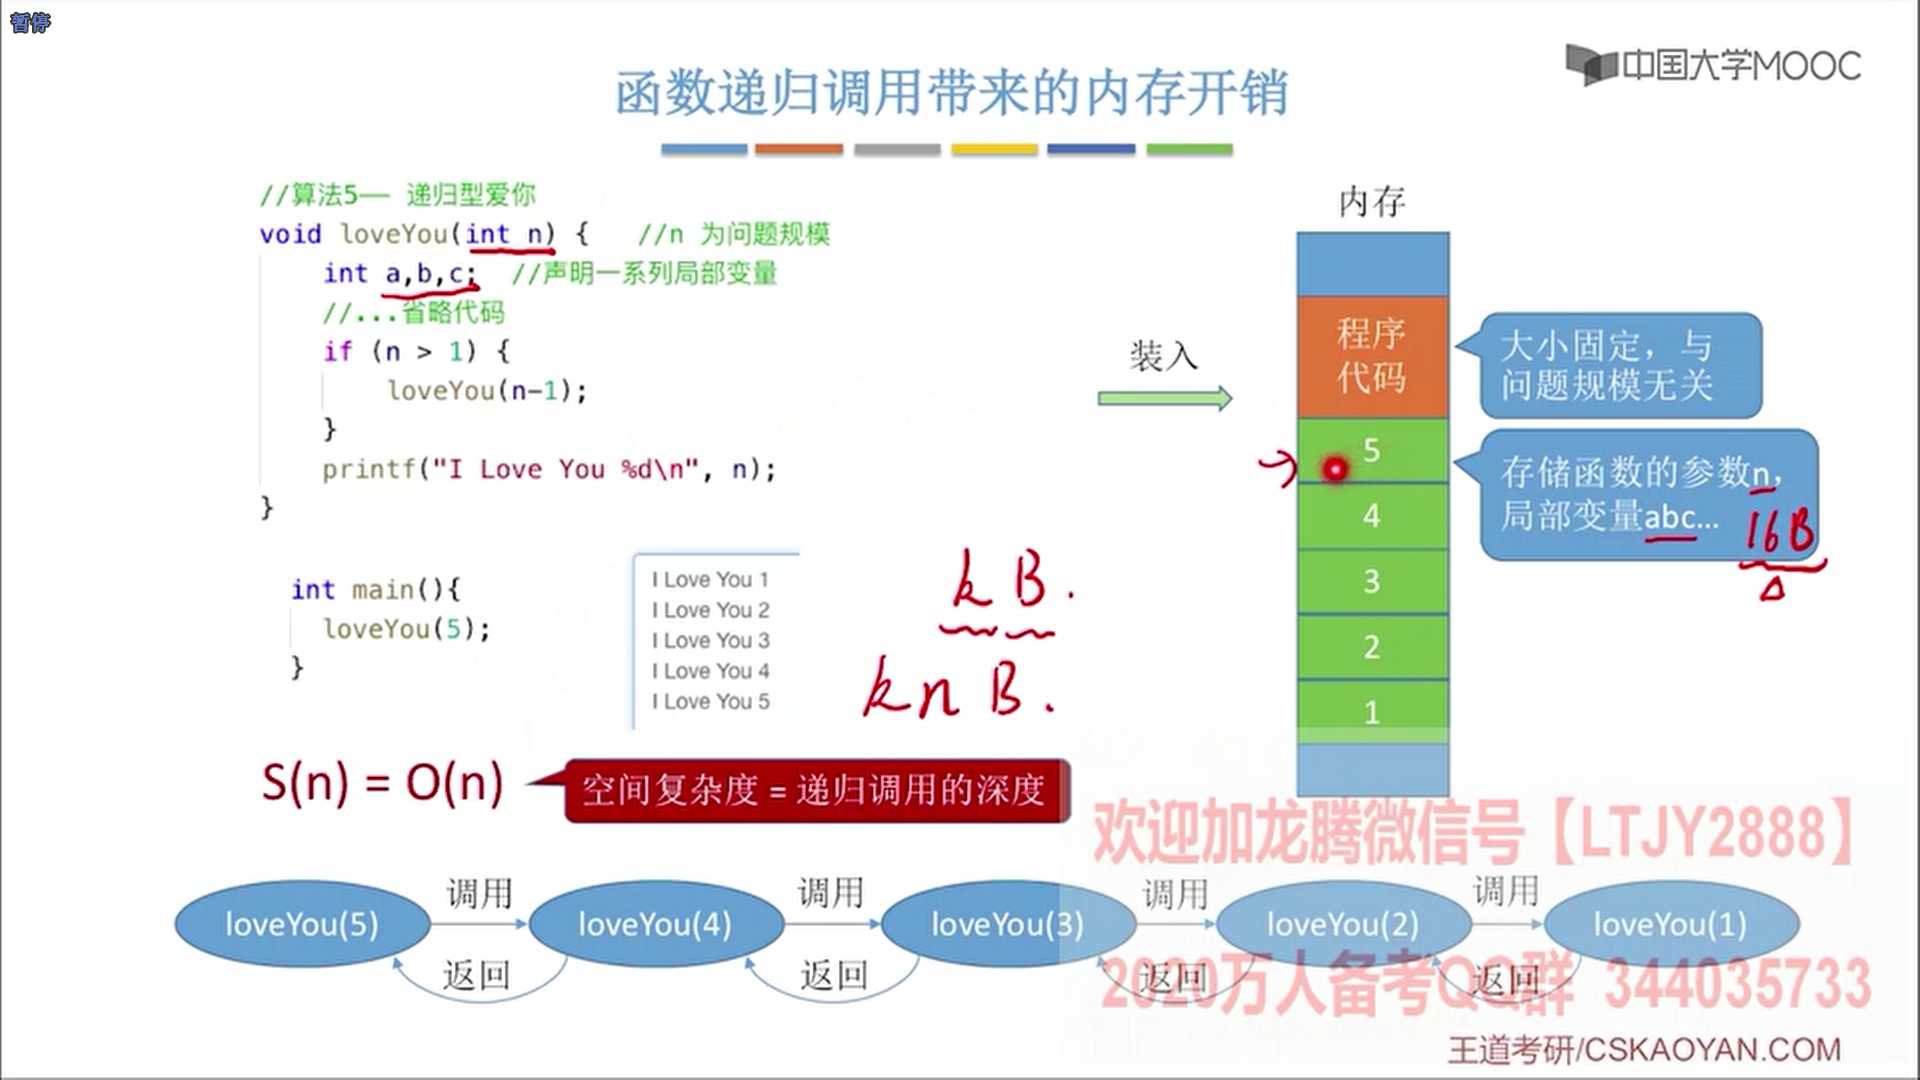 暂停
中国大学MOOC
函数递归调用带来的内存开销
//算法5—— 递归型爱你
void loveYou(int n) {   //n 为问题规模
int a,b,c;  //声明一系列局部变量
//...省略代码
if (n > 1) {
loveYou(n-1);
}
printf("I Love You %d\n", n);
}
int main(){
loveYou(5);
}
I Love You 1
I Love You 2
I Love You 3
I Love You 4
I Love You 5
k B.
kn B.
装入
内存
程序
代码
5
4
3
2
1
大小固定，与
问题规模无关
存储函数的参数n，
局部变量abc...
16B
S(n) = O(n)
空间复杂度 = 递归调用的深度
欢迎加龙腾微信号【LTJY2888】
loveYou(5)
调用
返回
loveYou(4)
调用
返回
loveYou(3)
调用
返回
loveYou(2)
调用
返回
loveYou(1)
2020万人备考QQ群 344035733
王道考研/CSKAOYAN.COM